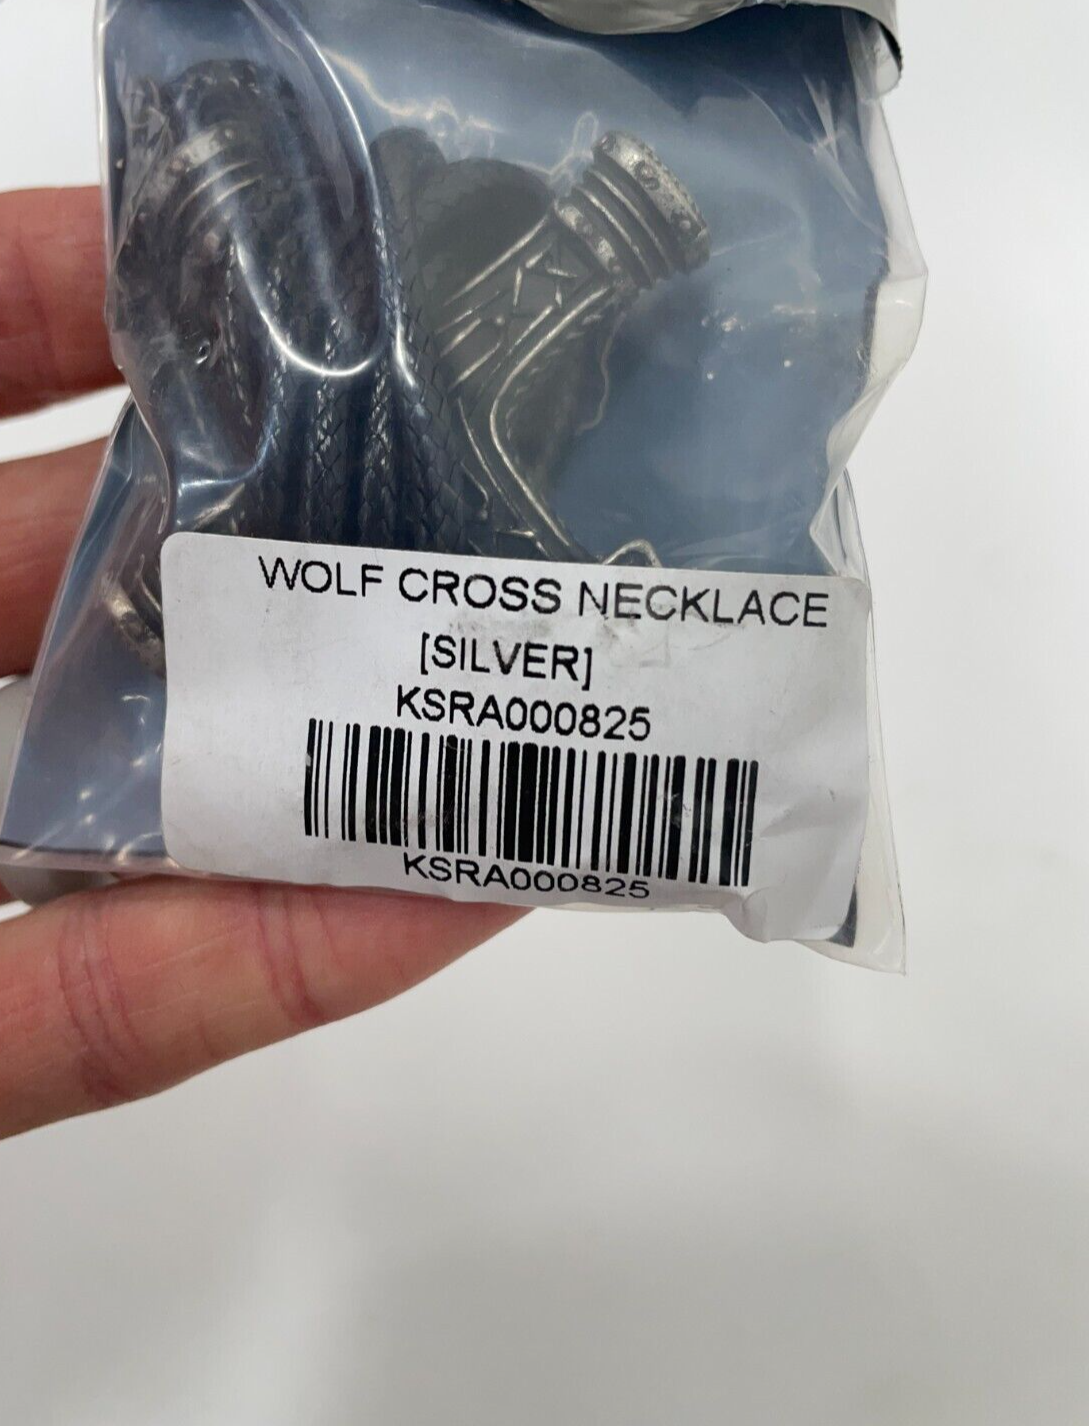 WOLF CROSS NECKLACE
[SILVER]
KSRA000825
KSRA000825